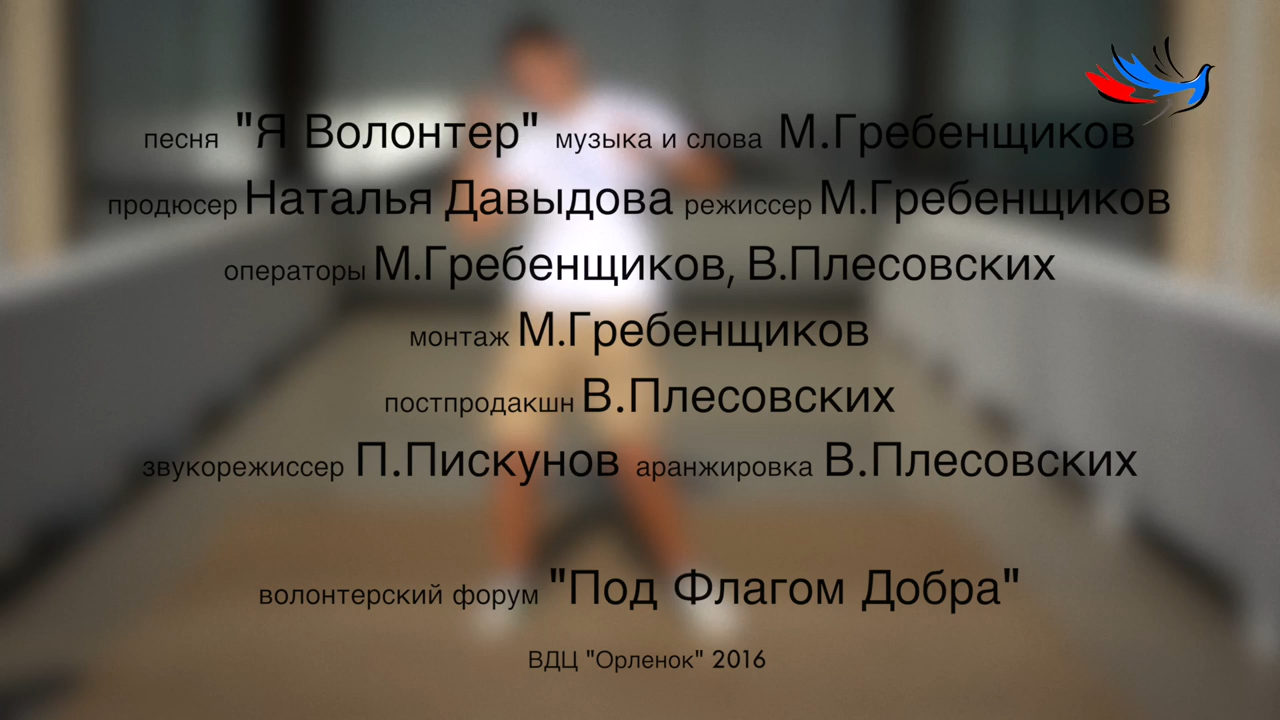 песня "Я Волонтер" музыка и слова М.Гребенщиков
продюсер Наталья Давыдова режиссер М.Гребенщиков
операторы М.Гребенщиков, В.Плесовских
монтаж М.Гребенщиков
постпродакшн В.Плесовских
звукорежиссер П.Пискунов аранжировка В.Плесовских
волонтерский форум "Под Флагом Добра"
ВДЦ "Орленок" 2016